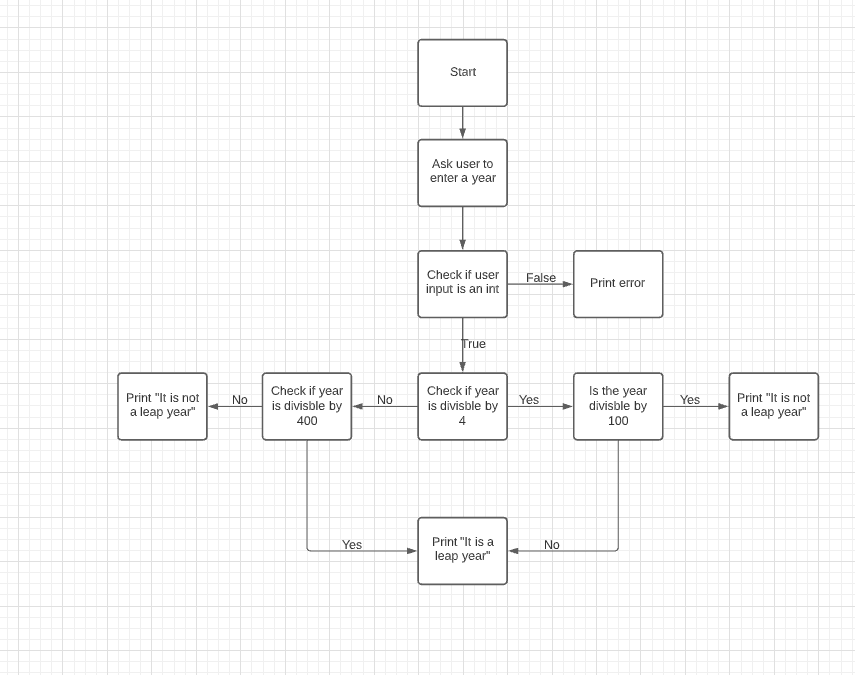 Start
Ask user to
enter a year
Check if user
input is an int
False
Print error
True
Print "It is not
a leap year"
No
Check if year
is divisble by
400
No
Check if year
is divisble by
4
Yes
Is the year
divisble by
100
Yes
Print "It is not
a leap year"
Yes
Print "It is a
leap year"
No